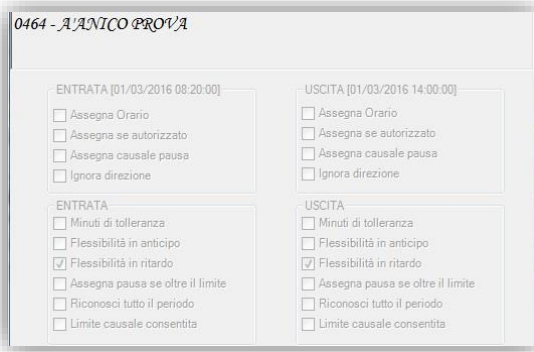 0464 - A'ANICO PROVA
ENTRATA [01/03/2016 08:20:00]
Assegna Orario
Assegna se autorizzato
Assegna causale pausa
Ignora direzione
USCITA [01/03/2016 14:00:00]
Assegna Orario
Assegna se autorizzato
Assegna causale pausa
Ignora direzione
ENTRATA
Minuti di tolleranza
Flessibilità in anticipo
Flessibilità in ritardo
Assegna pausa se oltre il limite
Riconosci tutto il periodo
Limite causale consentita
USCITA
Minuti di tolleranza
Flessibilità in anticipo
Flessibilità in ritardo
Assegna pausa se oltre il limite
Riconosci tutto il periodo
Limite causale consentita